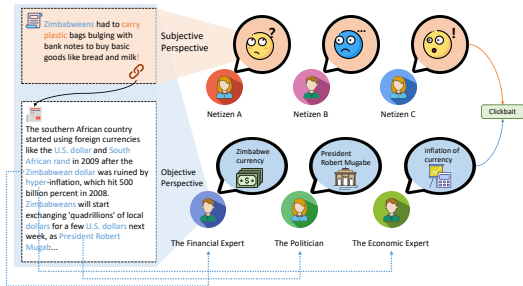 Zimbabweans had to carry
plastic bags bulging with
bank notes to buy basic
goods like bread and milk!
Subjective
Perspective
?
...
!
Netizen A
Netizen B
Netizen C
Clickbait
The southern African country
started using foreign currencies
like the U.S. dollar and South
African rand in 2009 after the
Zimbabwean dollar was ruined by
hyper-inflation, which hit 500
billion percent in 2008.
Zimbabweans will start
exchanging 'quadrillions' of local
dollars for a few U.S. dollars next
week, as President Robert
Mugab...
Objective
Perspective
Zimbabwe
currency
President
Robert Mugabe
inflation of
currency
The Financial Expert
The Politician
The Economic Expert